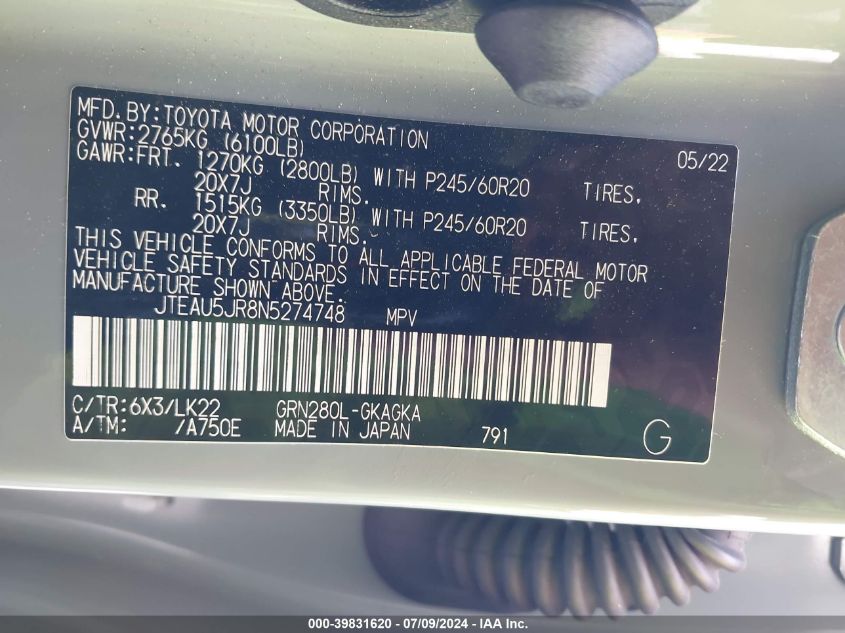 MFD.BY:TOYOTA MOTOR CORPORATION 05/22
GVWR:2765KG (6100LB)
GAWR:FRT. 1270KG (2800LB) WITH P245/60R20 TIRES,
20X7J RIMS.
RR. 1515KG (3350LB) WITH P245/60R20 TIRES,
20X7J RIMS.
THIS VEHICLE CONFORMS TO ALL APPLICABLE FEDERAL MOTOR
VEHICLE SAFETY STANDARDS IN EFFECT ON THE DATE OF
MANUFACTURE SHOWN ABOVE.
JTEAU5JR8N5274748 MPV
C/TR:6X3/LK22 GRN280L-GKAGKA
A/TM: /A750E MADE IN JAPAN 791 G
000-39831620 - 07/09/2024 - IAA Inc.